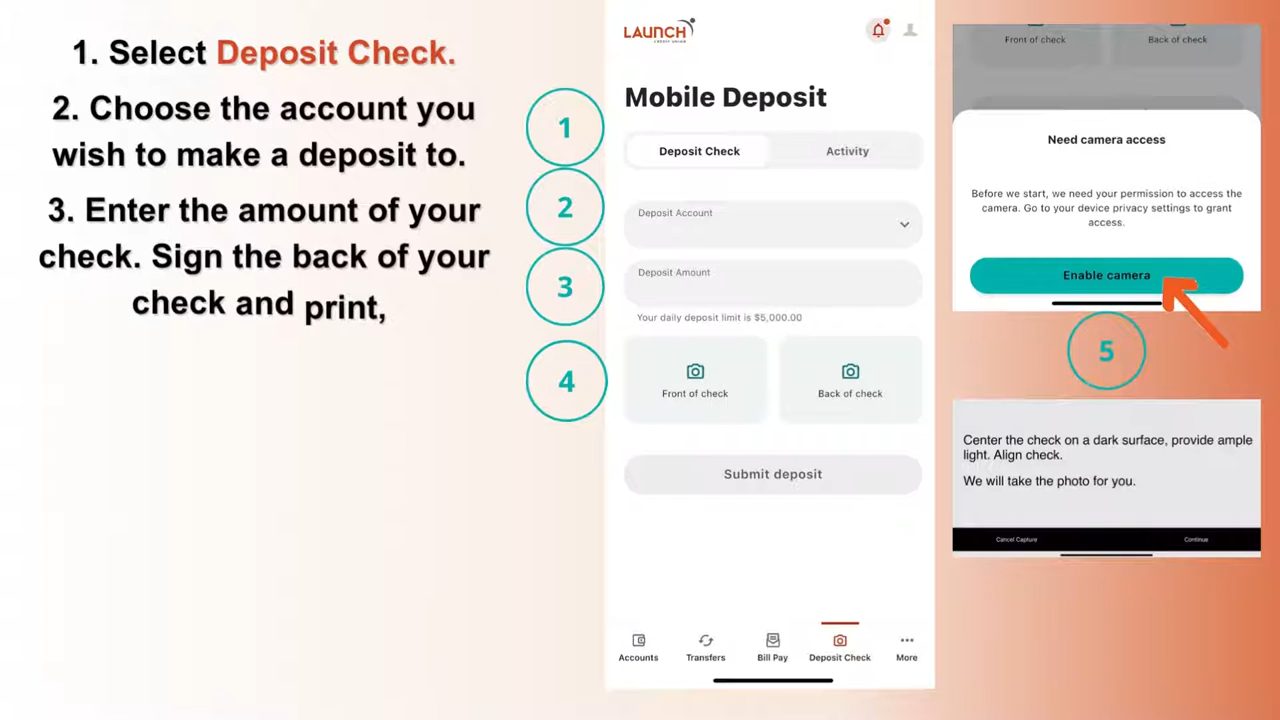 1. Select Deposit Check.
2. Choose the account you
wish to make a deposit to.
3. Enter the amount of your
check. Sign the back of your
check and print,
1
2
3
4
LAUNCH
CREDIT UNION
Mobile Deposit
Deposit Check
Activity
Deposit Account
Deposit Amount
Your daily deposit limit is $5,000.00
Front of check
Back of check
Submit deposit
Accounts
Transfers
Bill Pay
Deposit Check
More
Front of check
Back of check
Need camera access
Before we start, we need your permission to access the
camera. Go to your device privacy settings to grant
access.
Enable camera
5
Center the check on a dark surface, provide ample
light. Align check.
We will take the photo for you.
Cancel Capture
Continue